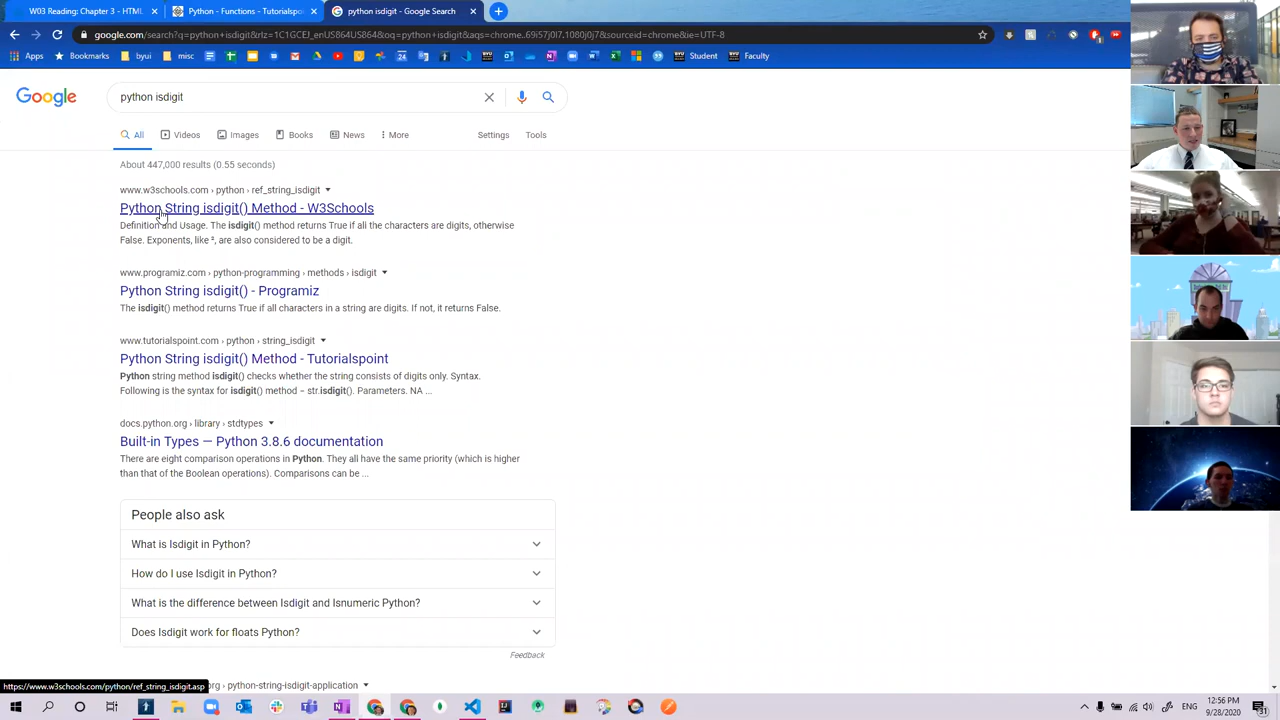 W03 Reading: Chapter 3 - HTML
Python - Functions - Tutorialspo
python isdigit - Google Search
google.com/search?q=python+isdigit&rlz=1C1GCEJ_enUS864US864&oq=python+isdigit&aqs=chrome..69i57j0l7.1080j0j7&sourceid=chrome&ie=UTF-8
Apps Bookmarks byui misc 24 Student Faculty
Google python isdigit
All Videos Images Books News More Settings Tools
About 447,000 results (0.55 seconds)
www.w3schools.com › python › ref_string_isdigit
Python String isdigit() Method - W3Schools
Definition and Usage. The isdigit() method returns True if all the characters are digits, otherwise
False. Exponents, like ², are also considered to be a digit.
www.programiz.com › python-programming › methods › isdigit
Python String isdigit() - Programiz
The isdigit() method returns True if all characters in a string are digits. If not, it returns False.
www.tutorialspoint.com › python › string_isdigit
Python String isdigit() Method - Tutorialspoint
Python string method isdigit() checks whether the string consists of digits only. Syntax.
Following is the syntax for isdigit() method − str.isdigit(). Parameters. NA ...
docs.python.org › library › stdtypes
Built-in Types — Python 3.8.6 documentation
There are eight comparison operations in Python. They all have the same priority (which is higher
than that of the Boolean operations). Comparisons can be ...
People also ask
What is Isdigit in Python?
How do I use Isdigit in Python?
What is the difference between Isdigit and Isnumeric Python?
Does Isdigit work for floats Python?
Feedback
https://www.w3schools.com/python/ref_string_isdigit.asp
org › python-string-isdigit-application
ENG
12:56 PM
9/28/2020
31